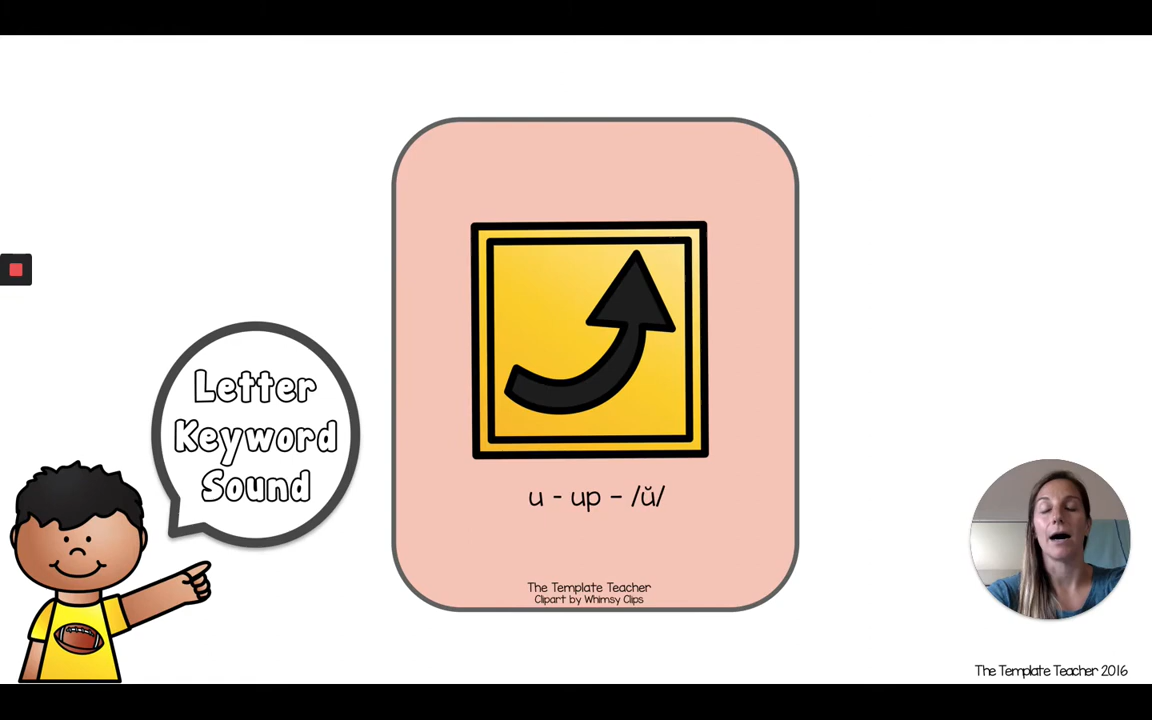 Letter
Keyword
Sound
u - up – /ŭ/
The Template Teacher
Clipart by Whimsy Clips
The Template Teacher 2016